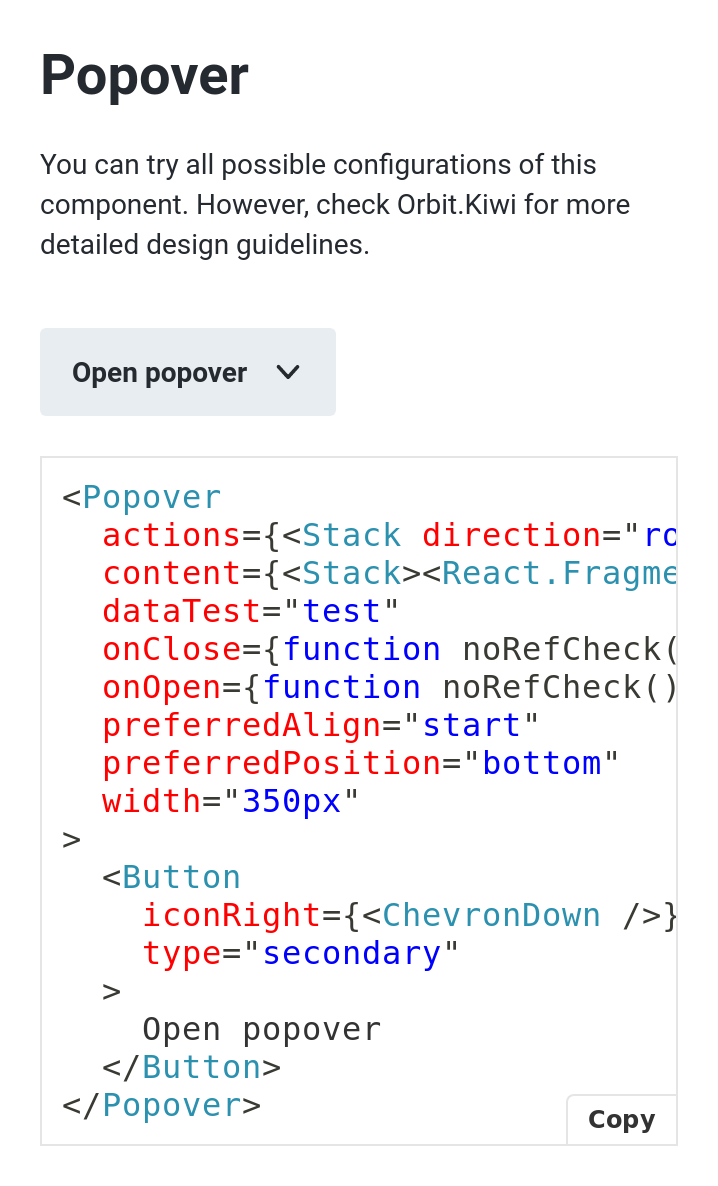 Popover
You can try all possible configurations of this
component. However, check Orbit.Kiwi for more
detailed design guidelines.
Open popover
<Popover
  actions={<Stack direction="ro
  content={<Stack><React.Fragme
  dataTest="test"
  onClose={function noRefCheck(
  onOpen={function noRefCheck()
  preferredAlign="start"
  preferredPosition="bottom"
  width="350px"
>
  <Button
    iconRight={<ChevronDown />}
    type="secondary"
  >
    Open popover
  </Button>
</Popover>
Copy